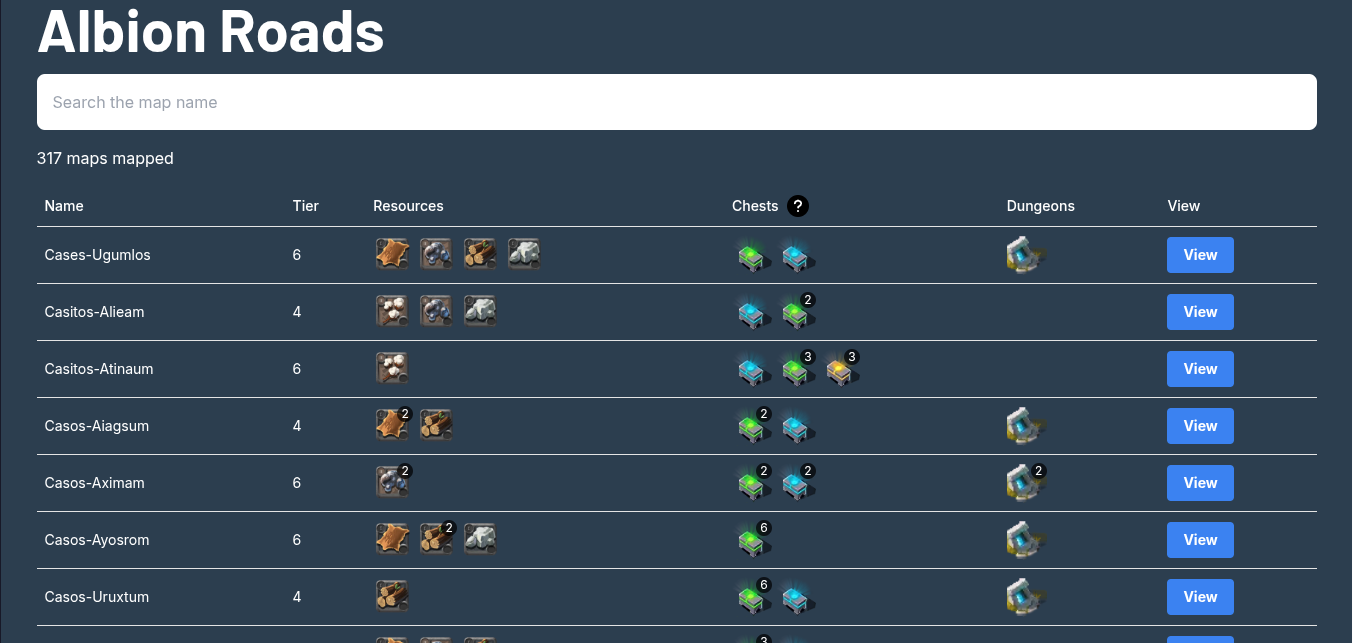 Albion Roads
Search the map name
317 maps mapped
Name Tier Resources Chests ? Dungeons View
Cases-Ugumlos 6 View
Casitos-Alieam 4 2 View
Casitos-Atinaum 6 3 3 View
Casos-Aiagsum 4 2 2 View
Casos-Aximam 6 2 2 2 2 View
Casos-Ayosrom 6 2 6 View
Casos-Uruxtum 4 6 View
3